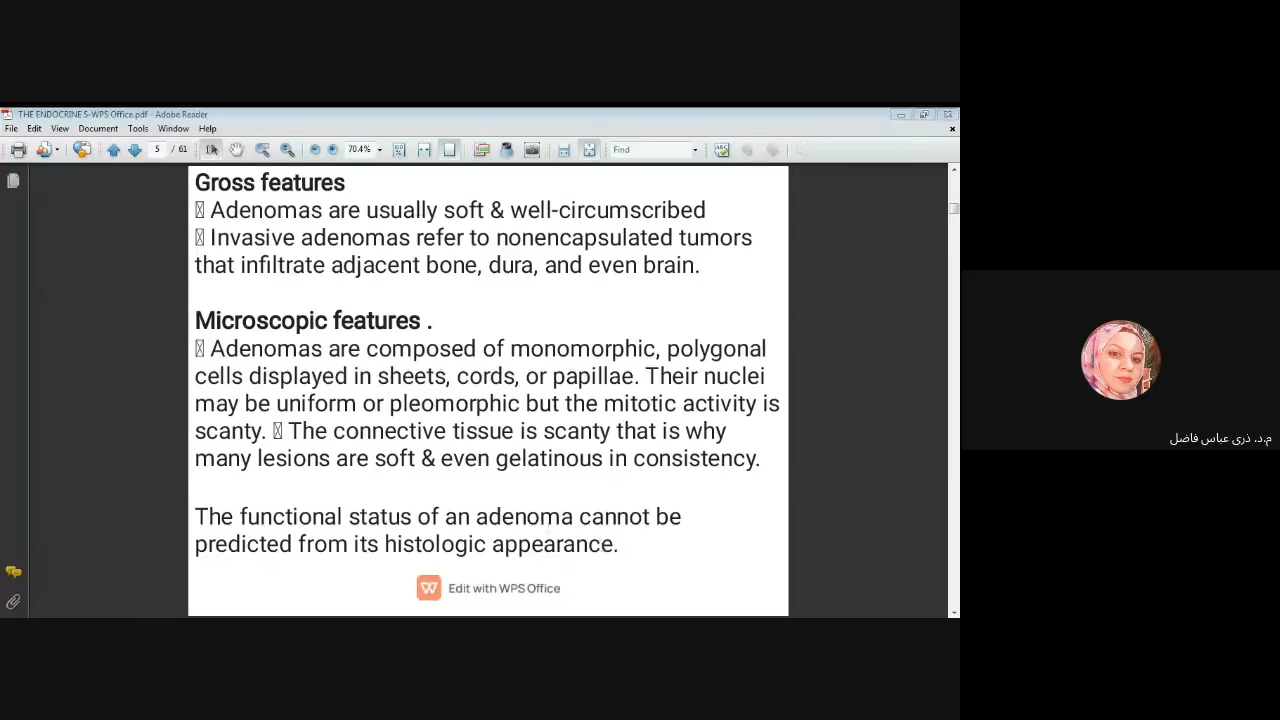 THE ENDOCRINE S-WPS Office.pdf - Adobe Reader
File Edit View Document Tools Window Help
5 / 61 70.4% Find
Gross features
Adenomas are usually soft & well-circumscribed
Invasive adenomas refer to nonencapsulated tumors
that infiltrate adjacent bone, dura, and even brain.
Microscopic features .
Adenomas are composed of monomorphic, polygonal
cells displayed in sheets, cords, or papillae. Their nuclei
may be uniform or pleomorphic but the mitotic activity is
scanty. The connective tissue is scanty that is why
many lesions are soft & even gelatinous in consistency.
The functional status of an adenoma cannot be
predicted from its histologic appearance.
Edit with WPS Office
م.د. ذرى عباس فاضل